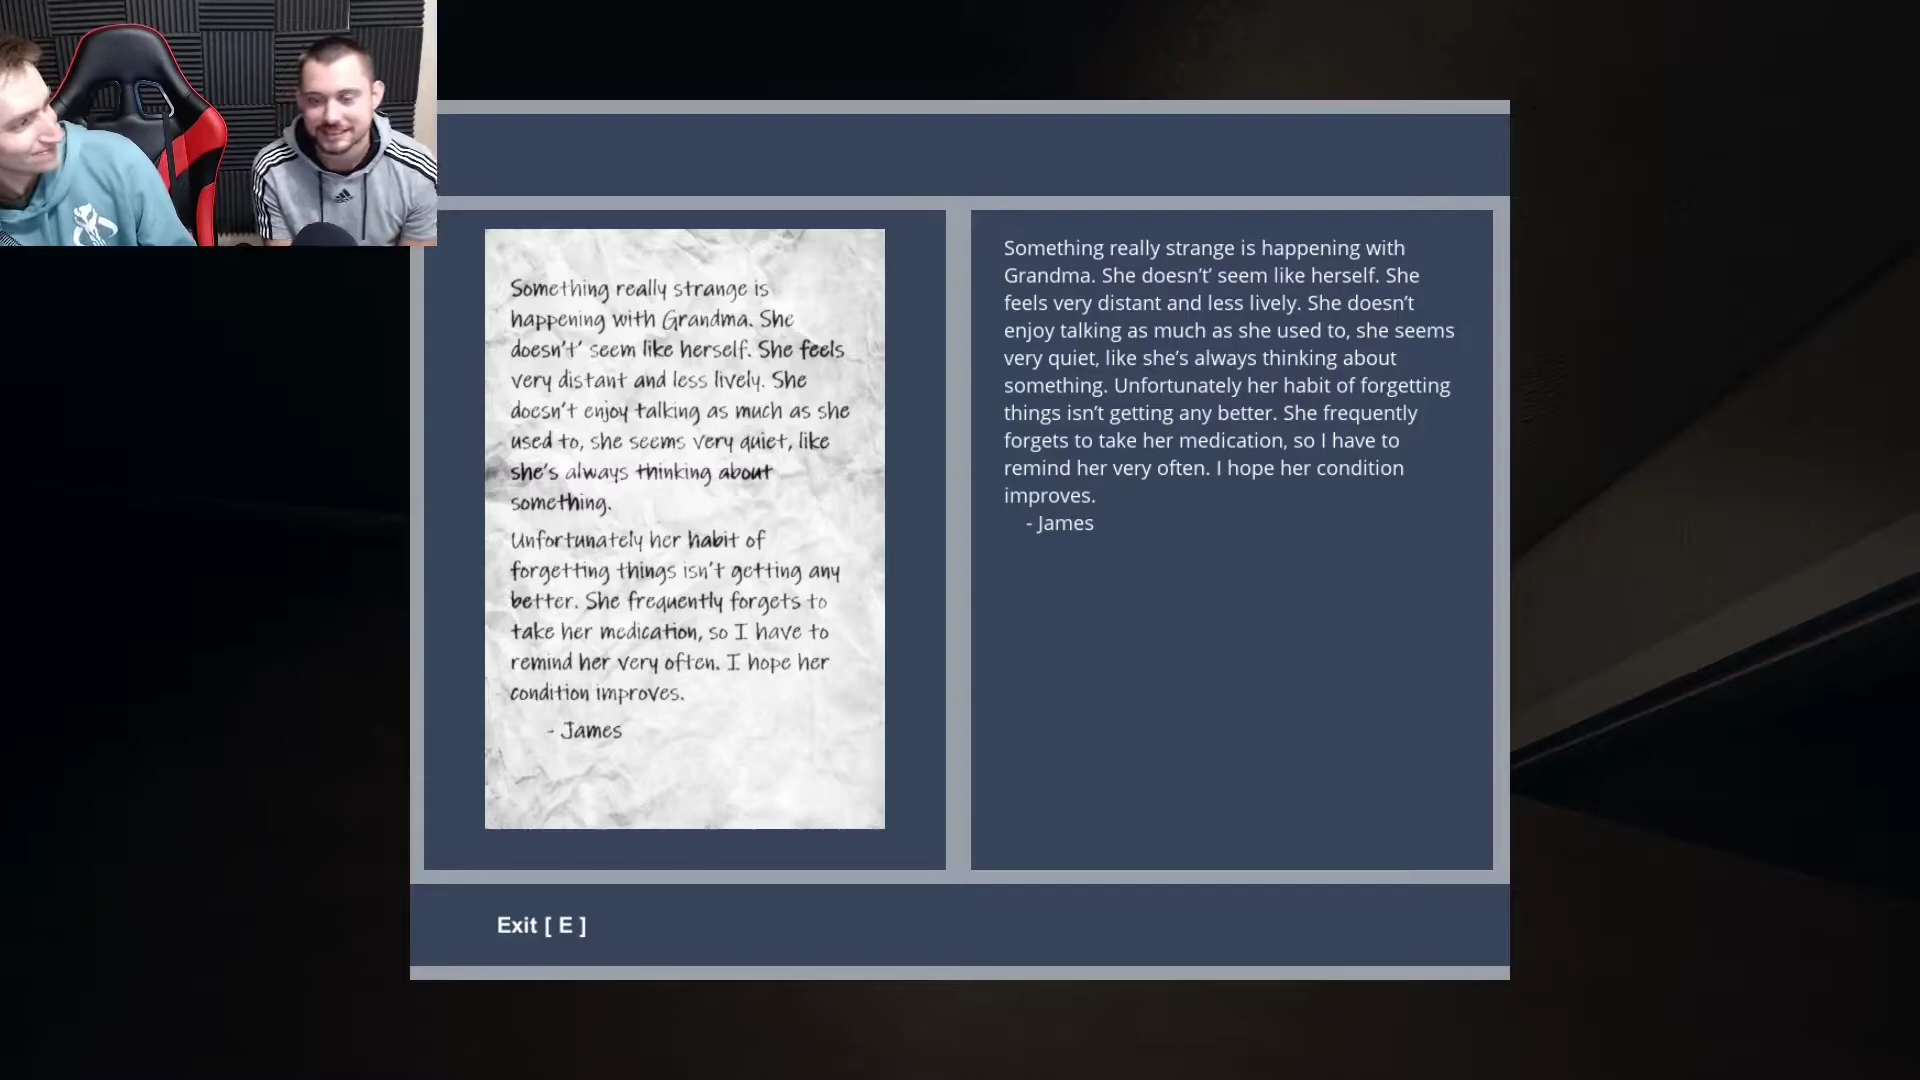 Something really strange is
happening with Grandma. She
doesn't' seem like herself. She feels
very distant and less lively. She
doesn't enjoy talking as much as she
used to, she seems very quiet, like
she's always thinking about
something.
Unfortunately her habit of
forgetting things isn't getting any
better. She frequently forgets to
take her medication, so I have to
remind her very often. I hope her
condition improves.
- James
Something really strange is happening with
Grandma. She doesn’t’ seem like herself. She
feels very distant and less lively. She doesn’t
enjoy talking as much as she used to, she seems
very quiet, like she’s always thinking about
something. Unfortunately her habit of forgetting
things isn’t getting any better. She frequently
forgets to take her medication, so I have to
remind her very often. I hope her condition
improves.
- James
Exit [ E ]